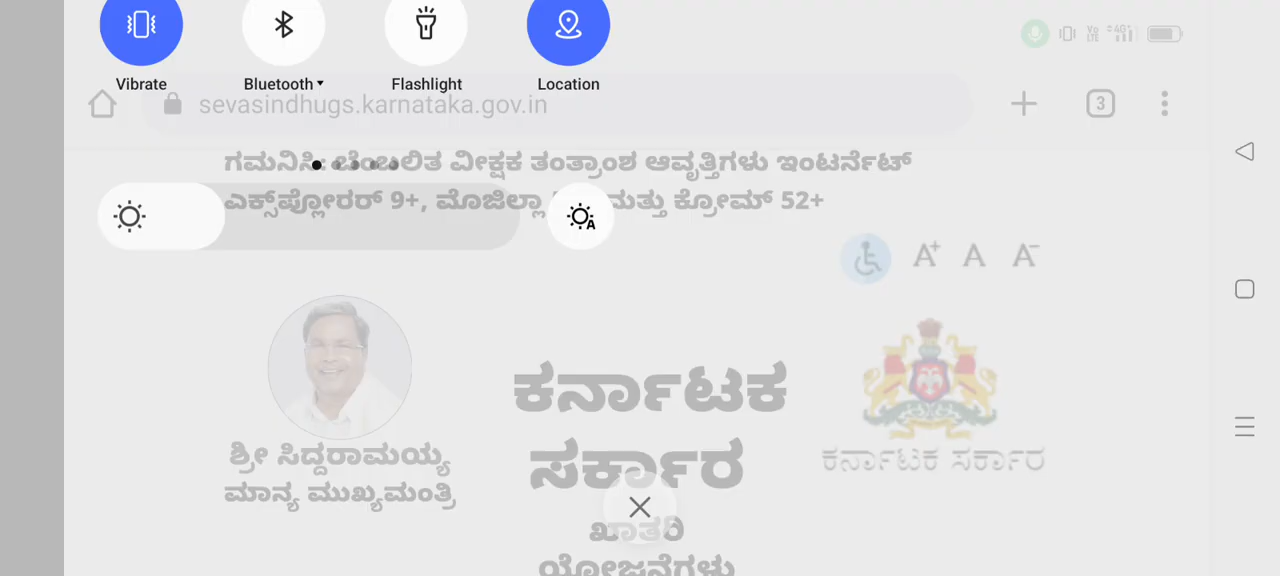 Vibrate Bluetooth Flashlight Location
sevasindhugs.karnataka.gov.in
3
ಗಮನಿಸಿ: ಬೆಂಬಲಿತ ವೀಕ್ಷಕ ತಂತ್ರಾಂಶ ಆವೃತ್ತಿಗಳು ಇಂಟರ್ನೆಟ್
ಎಕ್ಸ್‌ಪ್ಲೋರರ್ 9+, ಮೊಜಿಲ್ಲಾ ಮತ್ತು ಕ್ರೋಮ್ 52+
A+ A A-
ಕರ್ನಾಟಕ
ಸರ್ಕಾರ
ಶ್ರೀ ಸಿದ್ದರಾಮಯ್ಯ
ಮಾನ್ಯ ಮುಖ್ಯಮಂತ್ರಿ
ಕರ್ನಾಟಕ ಸರ್ಕಾರ
ಖಾತರಿ
ಯೋಜನೆಗಳು